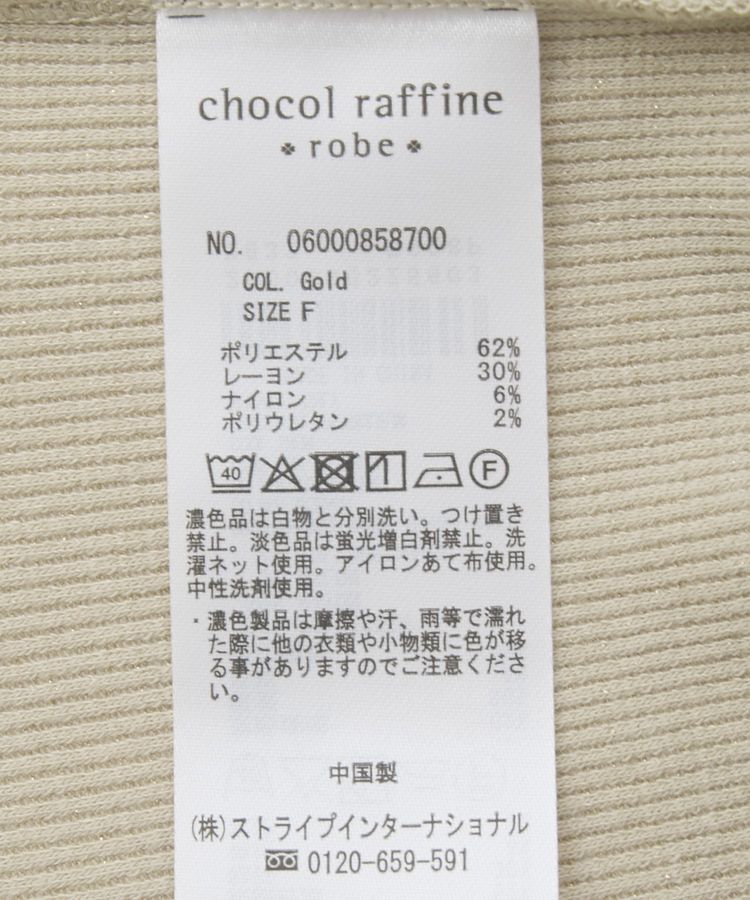 chocol raffine
robe
NO. 06000858700
COL. Gold
SIZE F
ポリエステル 62%
レーヨン 30%
ナイロン 6%
ポリウレタン 2%
40 F
濃色品は白物と分別洗い。つけ置き
禁止。淡色品は蛍光増白剤禁止。洗
濯ネット使用。アイロンあて布使用。
中性洗剤使用。
・濃色製品は摩擦や汗、雨等で濡れ
た際に他の衣類や小物類に色が移
る事がありますのでご注意くださ
い。
中国製
(株)ストライプインターナショナル
0120-659-591